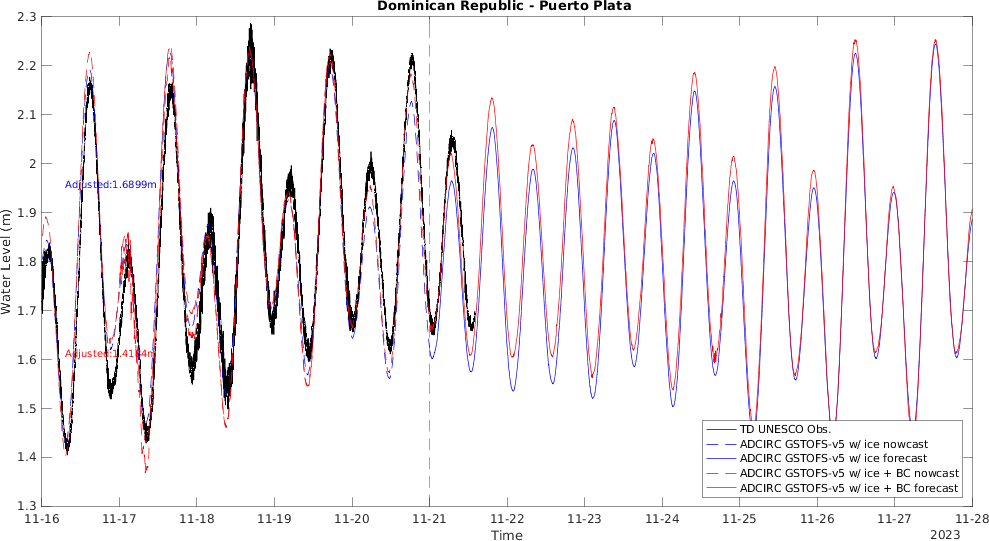 Dominican Republic - Puerto Plata
2.3
2.2
2.1
2
1.9
1.8
1.7
1.6
1.5
1.4
1.3
Water Level (m)
Adjusted:1.6899m
TD UNESCO Obs.
ADCIRC GSTOFS-v5 w/ ice nowcast
ADCIRC GSTOFS-v5 w/ ice forecast
ADCIRC GSTOFS-v5 w/ ice + BC nowcast
ADCIRC GSTOFS-v5 w/ ice + BC forecast
11-16 11-17 11-18 11-19 11-20 11-21 11-22 11-23 11-24 11-25 11-26 11-27 11-28
Time
2023